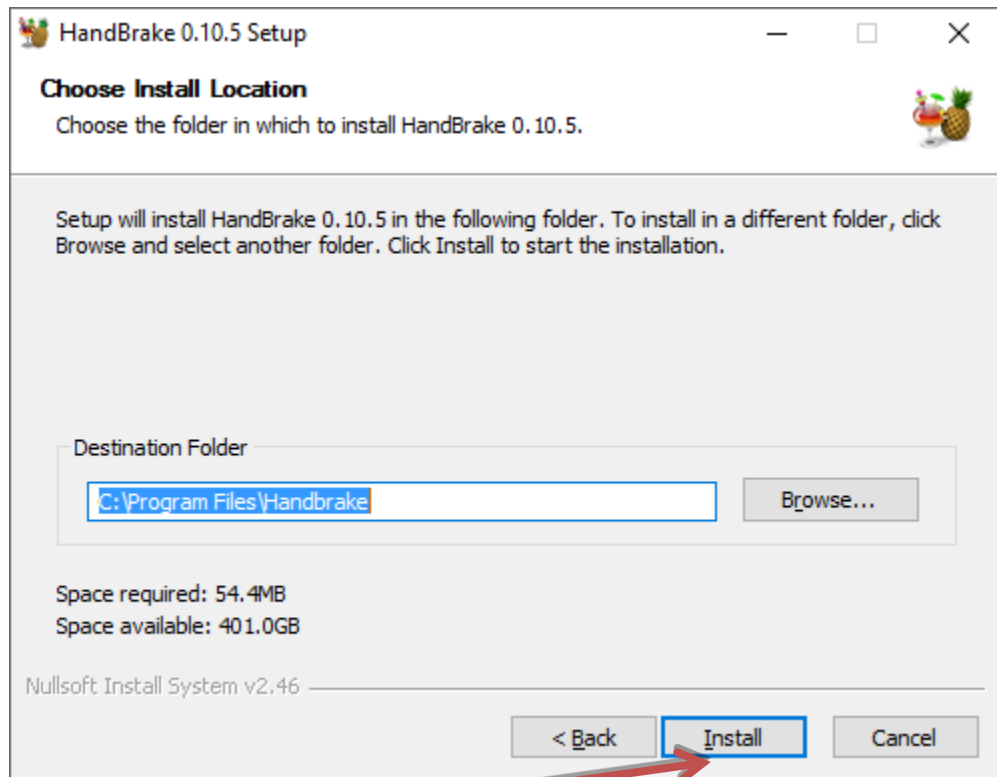 HandBrake 0.10.5 Setup
Choose Install Location
Choose the folder in which to install HandBrake 0.10.5.
Setup will install HandBrake 0.10.5 in the following folder. To install in a different folder, click
Browse and select another folder. Click Install to start the installation.
Destination Folder
C:\Program Files\Handbrake
Browse...
Space required: 54.4MB
Space available: 401.0GB
Nullsoft Install System v2.46
< Back
Install
Cancel